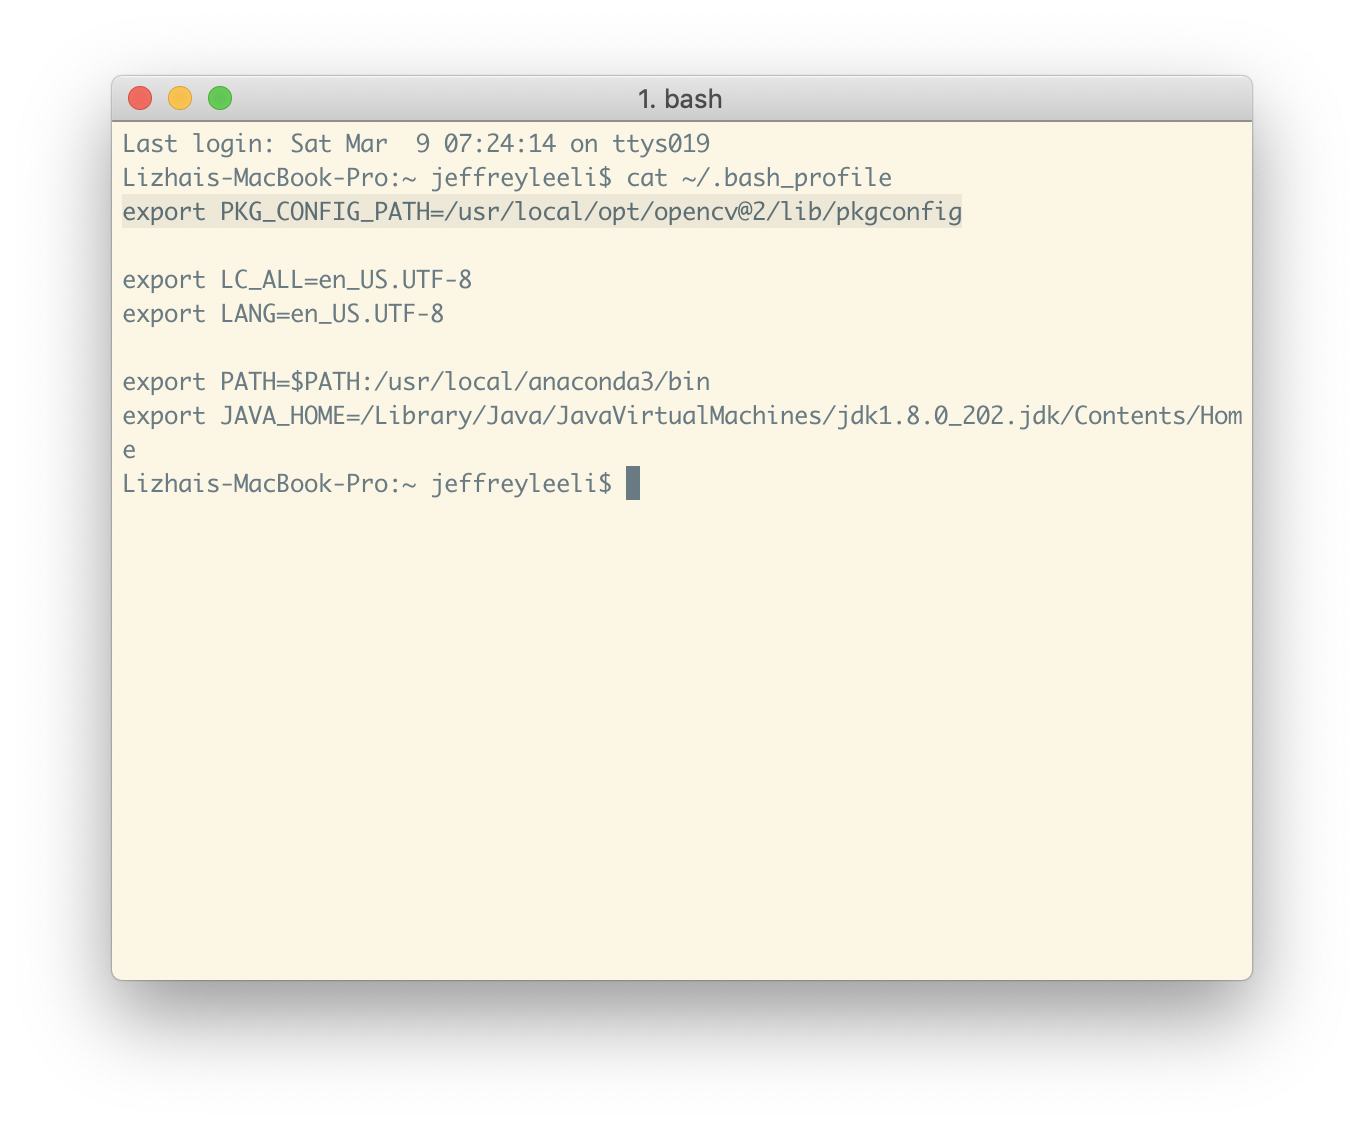 1. bash
Last login: Sat Mar  9 07:24:14 on ttys019
Lizhais-MacBook-Pro:~ jeffreyleeli$ cat ~/.bash_profile
export PKG_CONFIG_PATH=/usr/local/opt/opencv@2/lib/pkgconfig
export LC_ALL=en_US.UTF-8
export LANG=en_US.UTF-8
export PATH=$PATH:/usr/local/anaconda3/bin
export JAVA_HOME=/Library/Java/JavaVirtualMachines/jdk1.8.0_202.jdk/Contents/Hom
e
Lizhais-MacBook-Pro:~ jeffreyleeli$